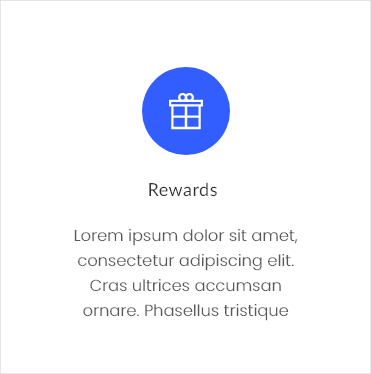 Rewards
Lorem ipsum dolor sit amet,
consectetur adipiscing elit.
Cras ultrices accumsan
ornare. Phasellus tristique